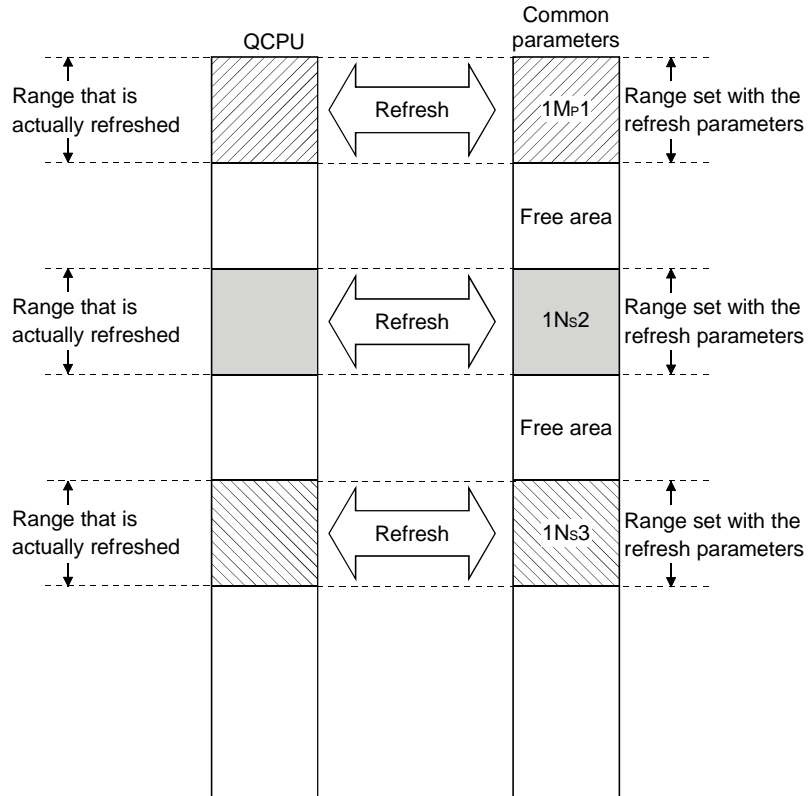 Common
parameters
QCPU
Range that is
actually refreshed
Refresh
1MP1
Range set with the
refresh parameters
Free area
Range that is
actually refreshed
Refresh
1NS2
Range set with the
refresh parameters
Free area
Range that is
actually refreshed
Refresh
1NS3
Range set with the
refresh parameters